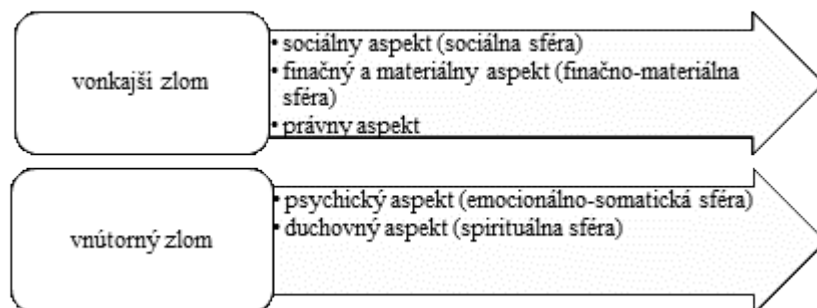 vonkajší zlom
• sociálny aspekt (sociálna sféra)
• finačný a materiálny aspekt (finačno-materiálna
sféra)
• právny aspekt
vnútorný zlom
• psychický aspekt (emocionálno-somatická sféra)
• duchovný aspekt (spirituálna sféra)